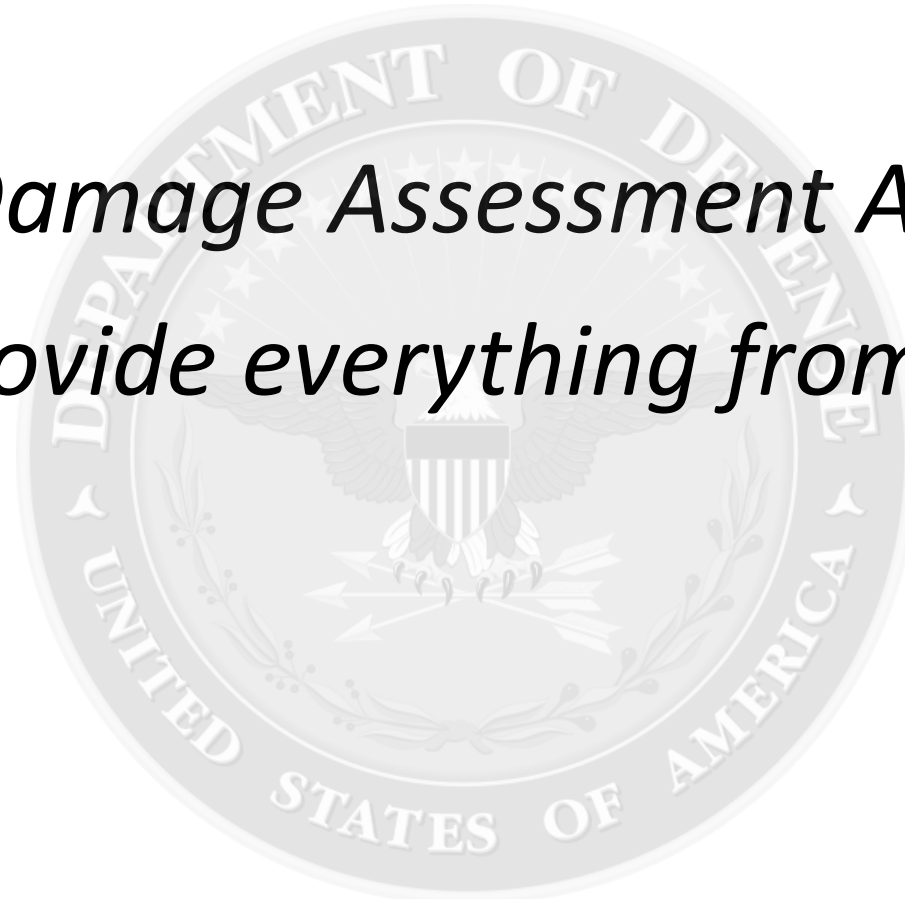 Damage Assessment A
ovide everything from
DEPARTMENT OF DEFENSE
UNITED STATES OF AMERICA